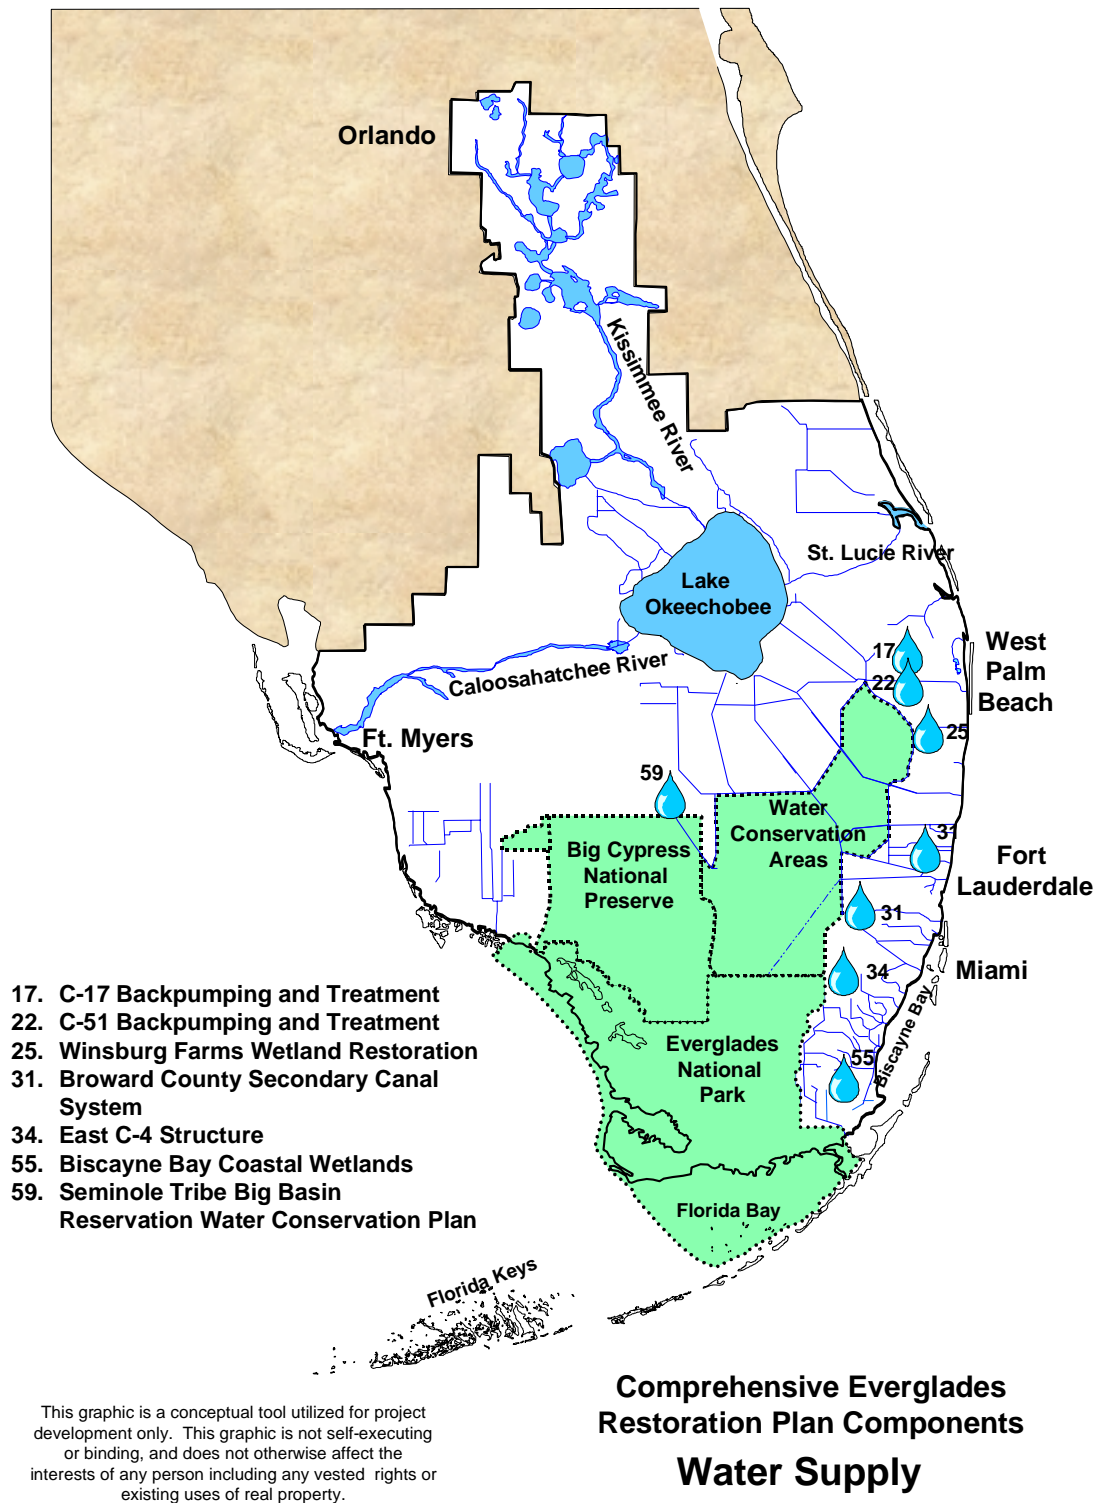 Orlando
Kissimmee River
St. Lucie River
Lake
Okeechobee
17
West
Palm
Beach
22
Caloosahatchee River
25
Ft. Myers
59
Water
Conservation
Areas
31
Big Cypress
National
Preserve
Fort
Lauderdale
31
Miami
34
Biscayne Bay
17. C-17 Backpumping and Treatment
22. C-51 Backpumping and Treatment
25. Winsburg Farms Wetland Restoration
31. Broward County Secondary Canal
System
34. East C-4 Structure
55. Biscayne Bay Coastal Wetlands
59. Seminole Tribe Big Basin
Reservation Water Conservation Plan
Everglades
National
Park
55
Florida Bay
Florida Keys
Comprehensive Everglades
Restoration Plan Components
Water Supply
This graphic is a conceptual tool utilized for project
development only. This graphic is not self-executing
or binding, and does not otherwise affect the
interests of any person including any vested rights or
existing uses of real property.